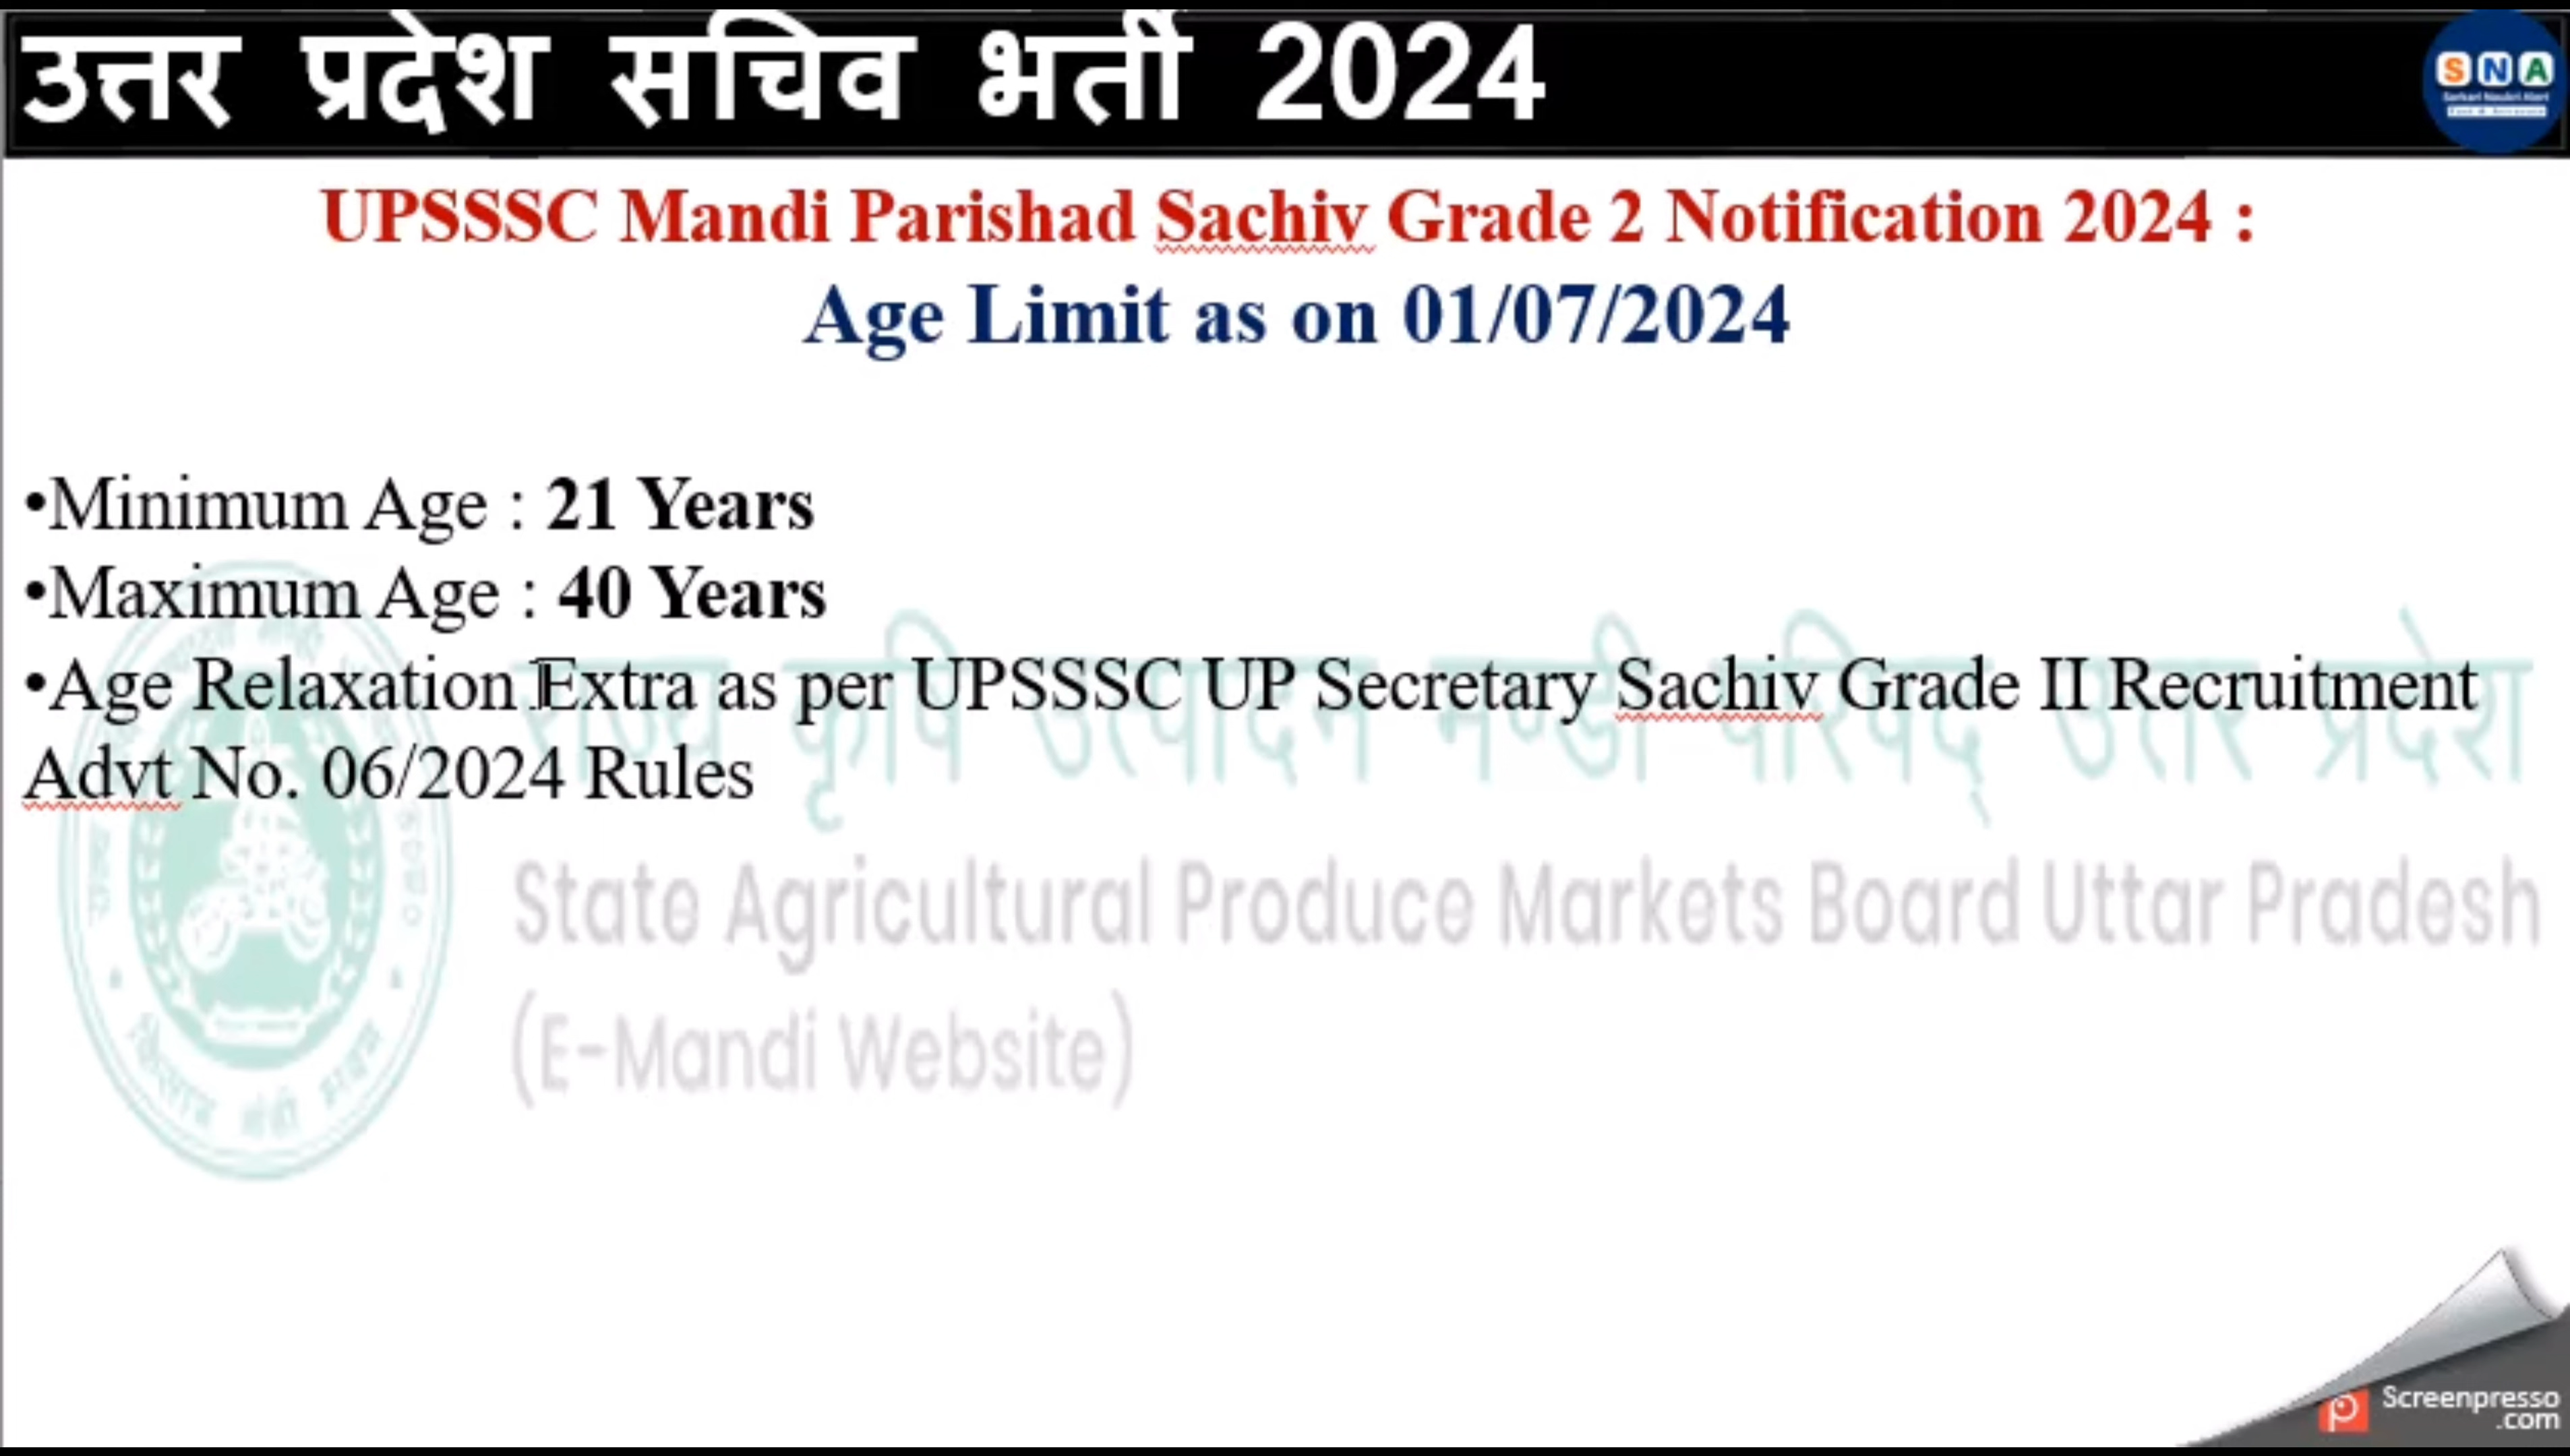 उत्तर प्रदेश सचिव भर्ती 2024
SNA
UPSSSC Mandi Parishad Sachiv Grade 2 Notification 2024 :
Age Limit as on 01/07/2024
•Minimum Age : 21 Years
•Maximum Age : 40 Years
•Age Relaxation Extra as per UPSSSC UP Secretary Sachiv Grade II Recruitment
Advt No. 06/2024 Rules
राज्य कृषि उत्पादन मण्डी परिषद् उत्तर प्रदेश
State Agricultural Produce Markets Board Uttar Pradesh
(E-Mandi Website)
Screenpresso
.com